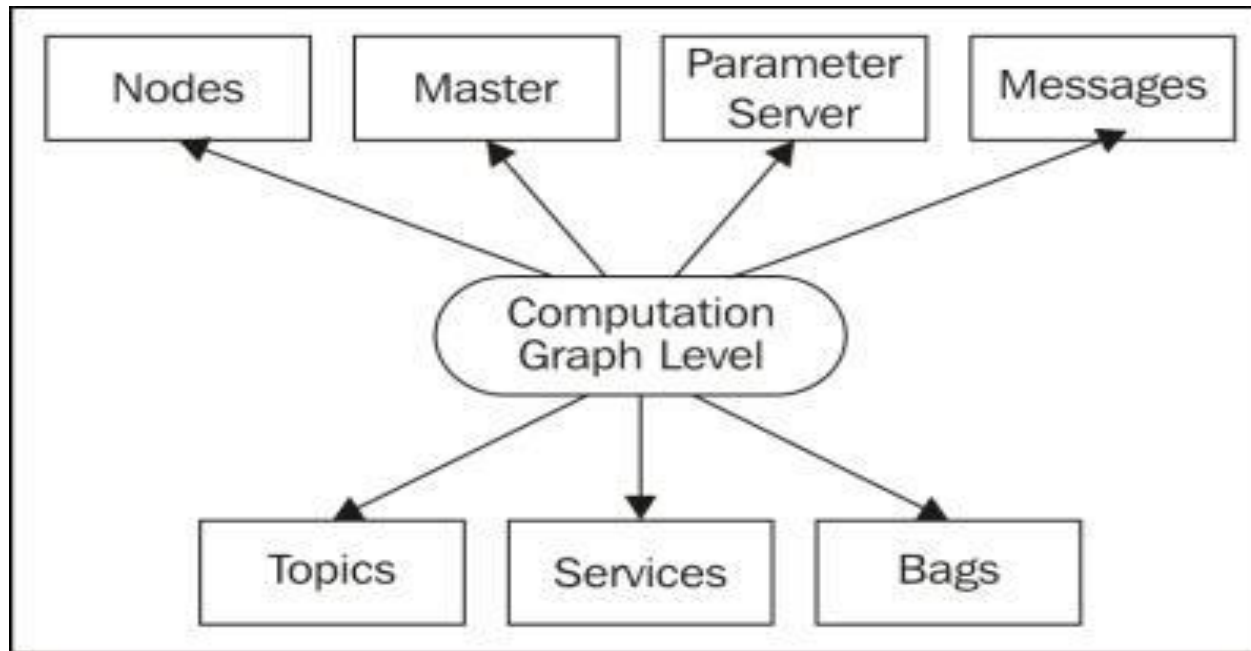 Nodes
Master
Parameter
Server
Messages
Computation
Graph Level
Topics
Services
Bags